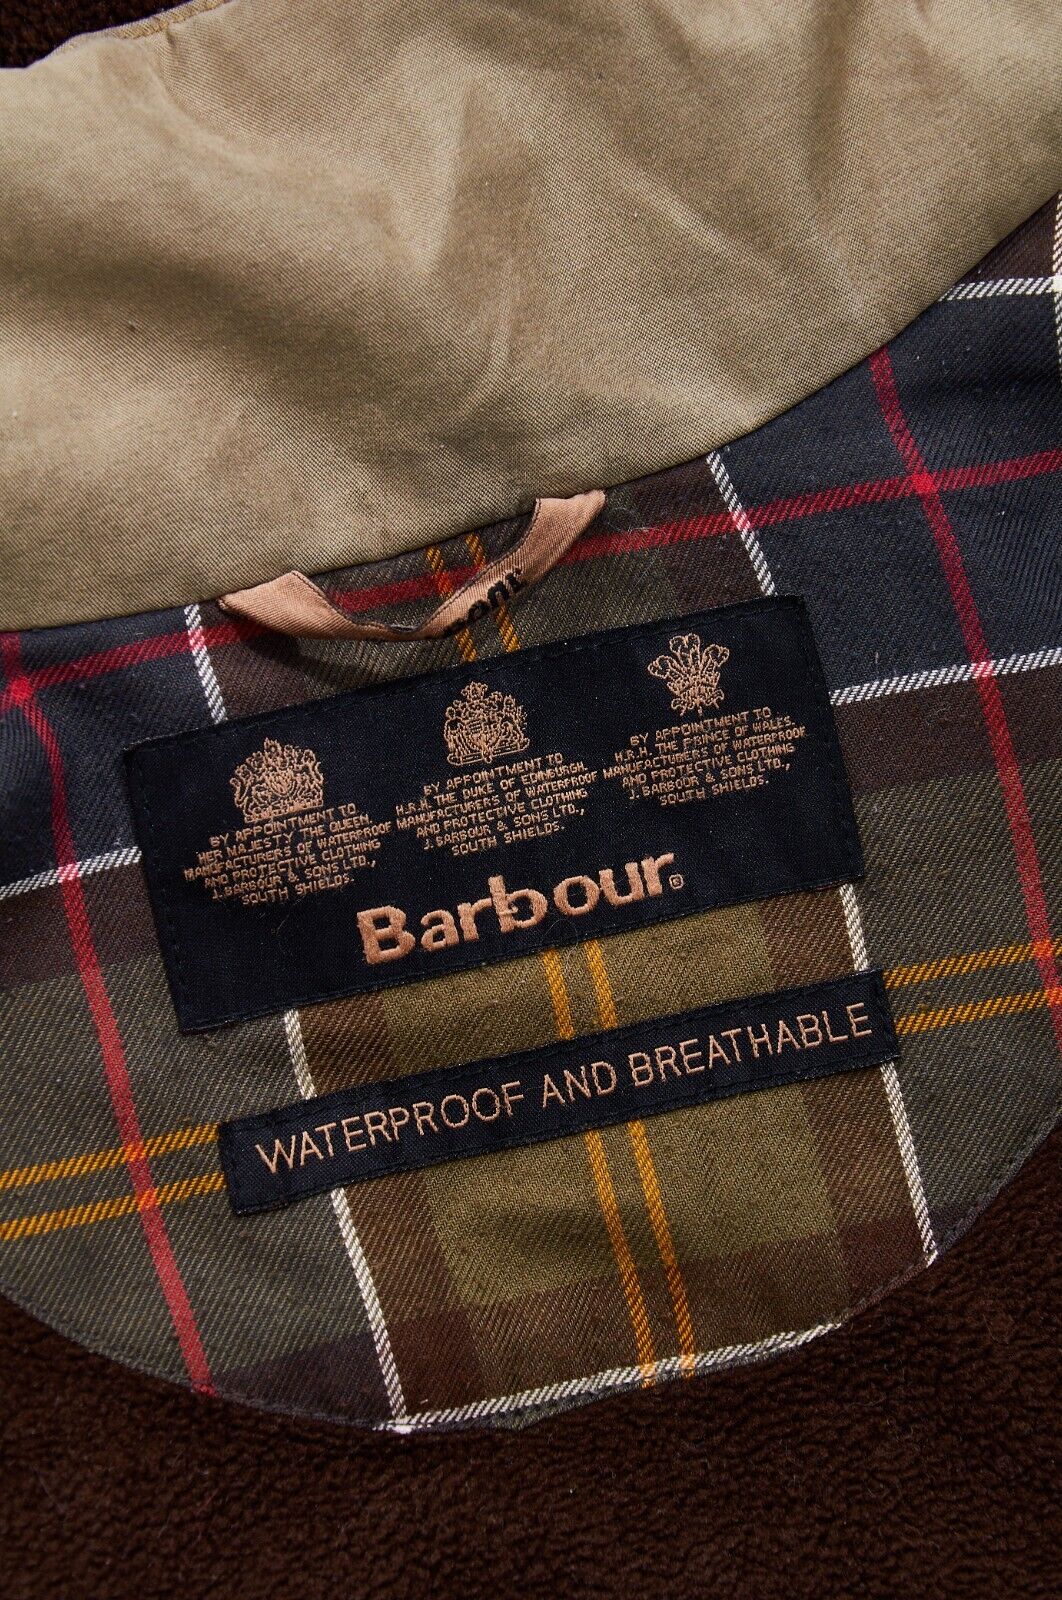 BY APPOINTMENT TO
HER MAJESTY THE QUEEN
MANUFACTURERS OF WATERPROOF
AND PROTECTIVE CLOTHING
J. BARBOUR & SONS LTD.,
SOUTH SHIELDS.
BY APPOINTMENT TO
H.R.H. THE DUKE OF EDINBURGH
MANUFACTURERS OF WATERPROOF
AND PROTECTIVE CLOTHING
J. BARBOUR & SONS LTD.,
SOUTH SHIELDS.
BY APPOINTMENT TO
H.R.H. THE PRINCE OF WALES
MANUFACTURERS OF WATERPROOF
AND PROTECTIVE CLOTHING
J. BARBOUR & SONS LTD.,
SOUTH SHIELDS.
Barbour®
WATERPROOF AND BREATHABLE